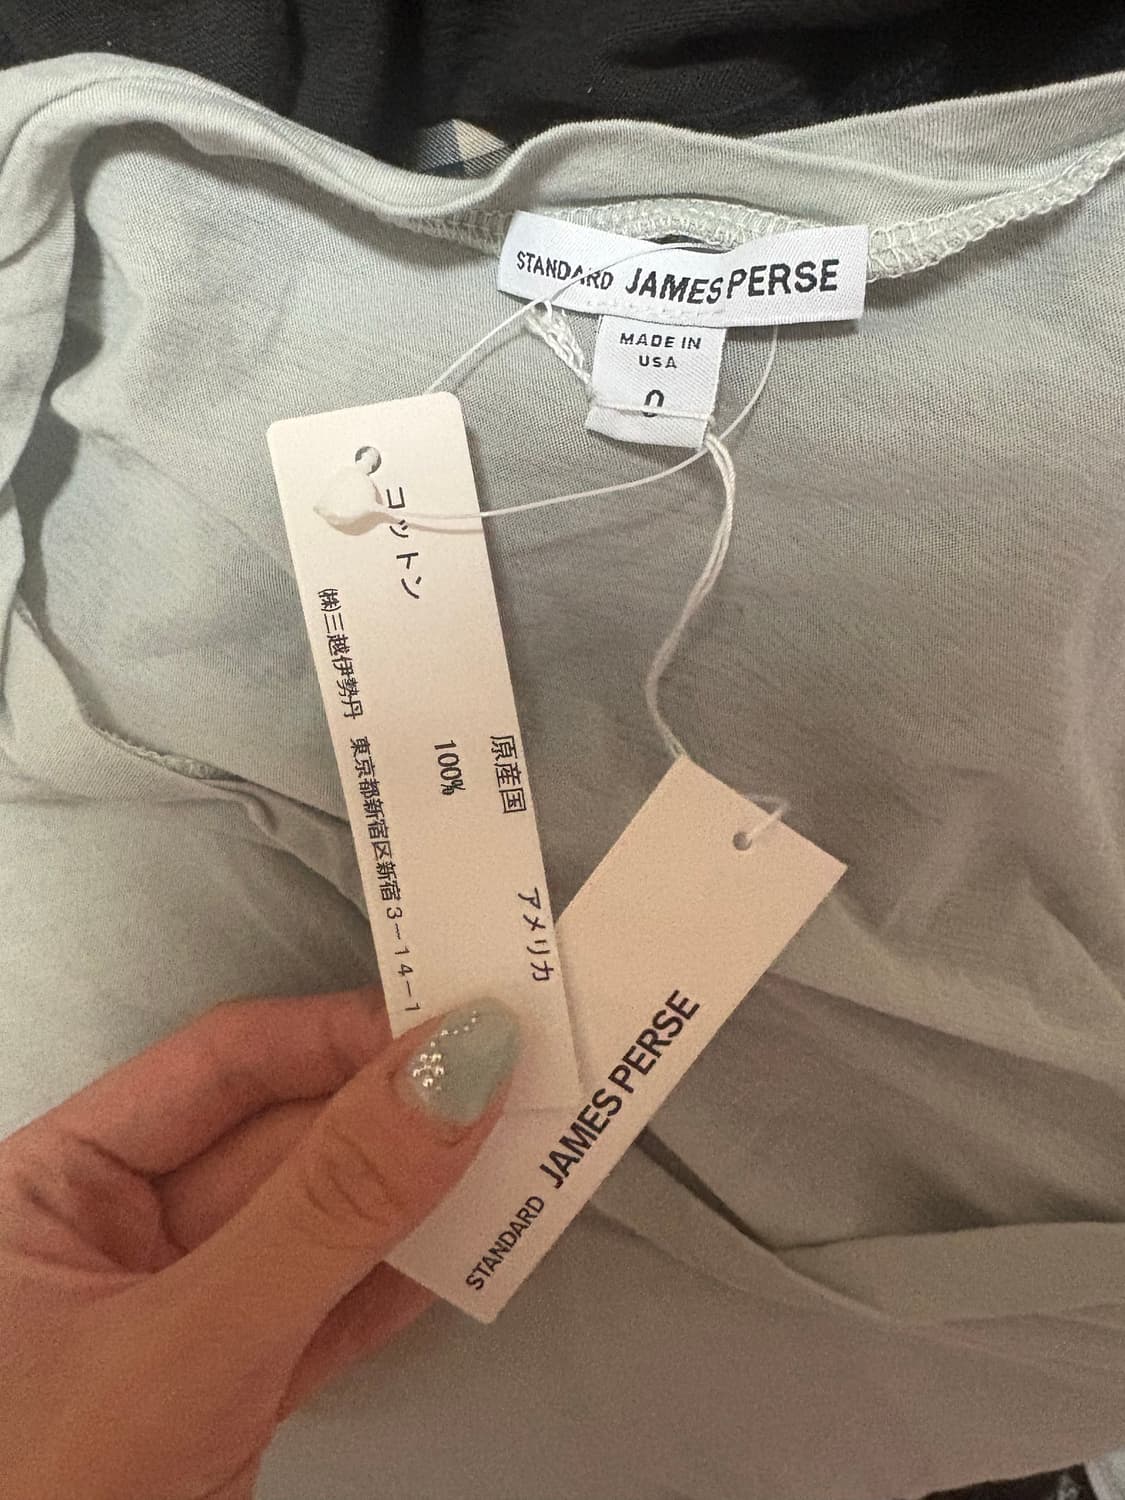 STANDARD JAMES PERSE
MADE IN
USA
0
コットン
100%
原産国 アメリカ
㈱三越伊勢丹 東京都新宿区新宿3－14－1
STANDARD JAMES PERSE